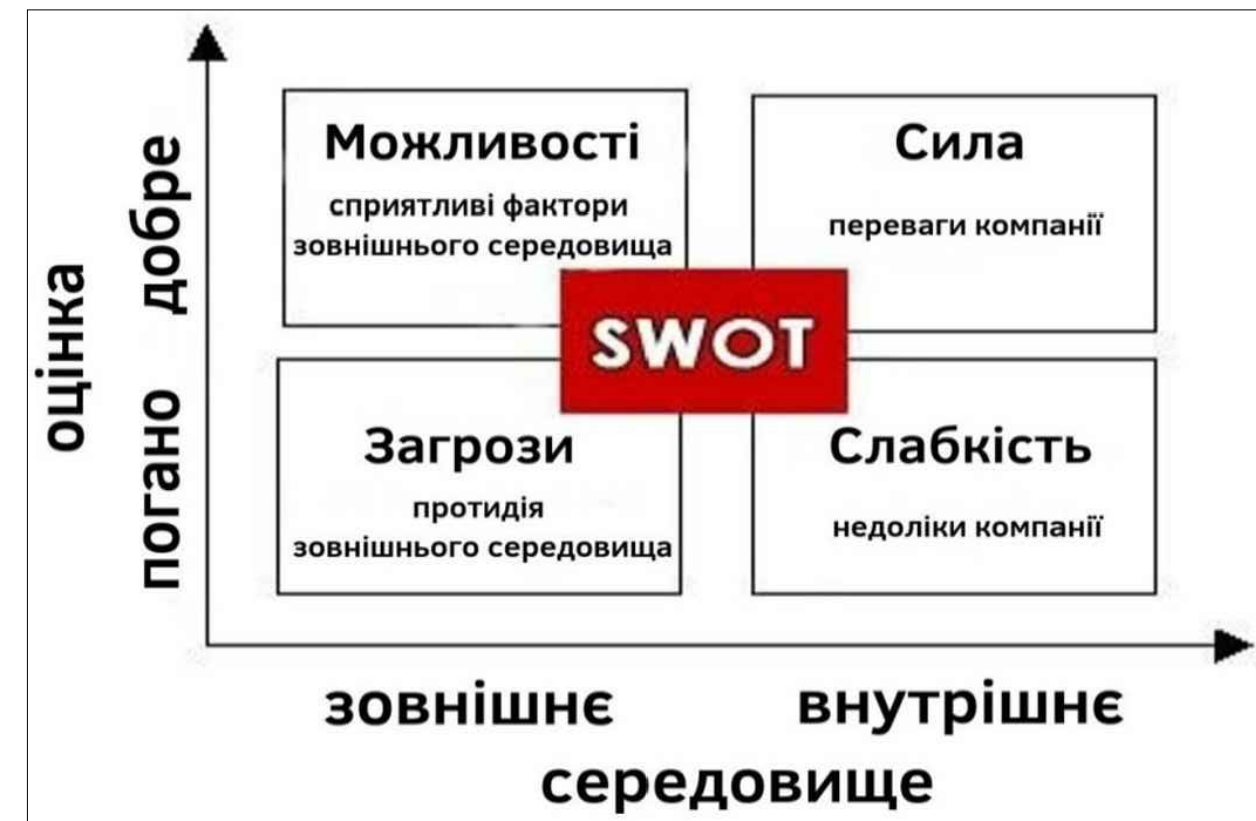 оцінка
добре
погано
Можливості
сприятливі фактори
зовнішнього середовища
Сила
переваги компанії
SWOT
Загрози
протидія
зовнішнього середовища
Слабкість
недоліки компанії
зовнішнє
внутрішнє
середовище